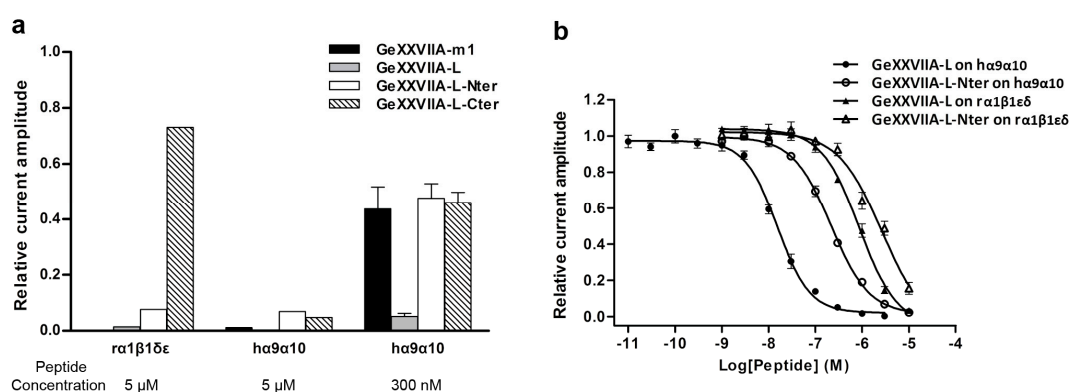 a
Relative current amplitude
1.0
0.8
0.6
0.4
0.2
0.0
GeXXVIIA-m1
GeXXVIIA-L
GeXXVIIA-L-Nter
GeXXVIIA-L-Cter
rα1β1δε hα9α10 hα9α10
Peptide
Concentration 5 μM 5 μM 300 nM
b
Relative current amplitude
1.2
1.0
0.8
0.6
0.4
0.2
0.0
GeXXVIIA-L on hα9α10
GeXXVIIA-L-Nter on hα9α10
GeXXVIIA-L on rα1β1εδ
GeXXVIIA-L-Nter on rα1β1εδ
-11 -10 -9 -8 -7 -6 -5 -4
Log[Peptide] (M)